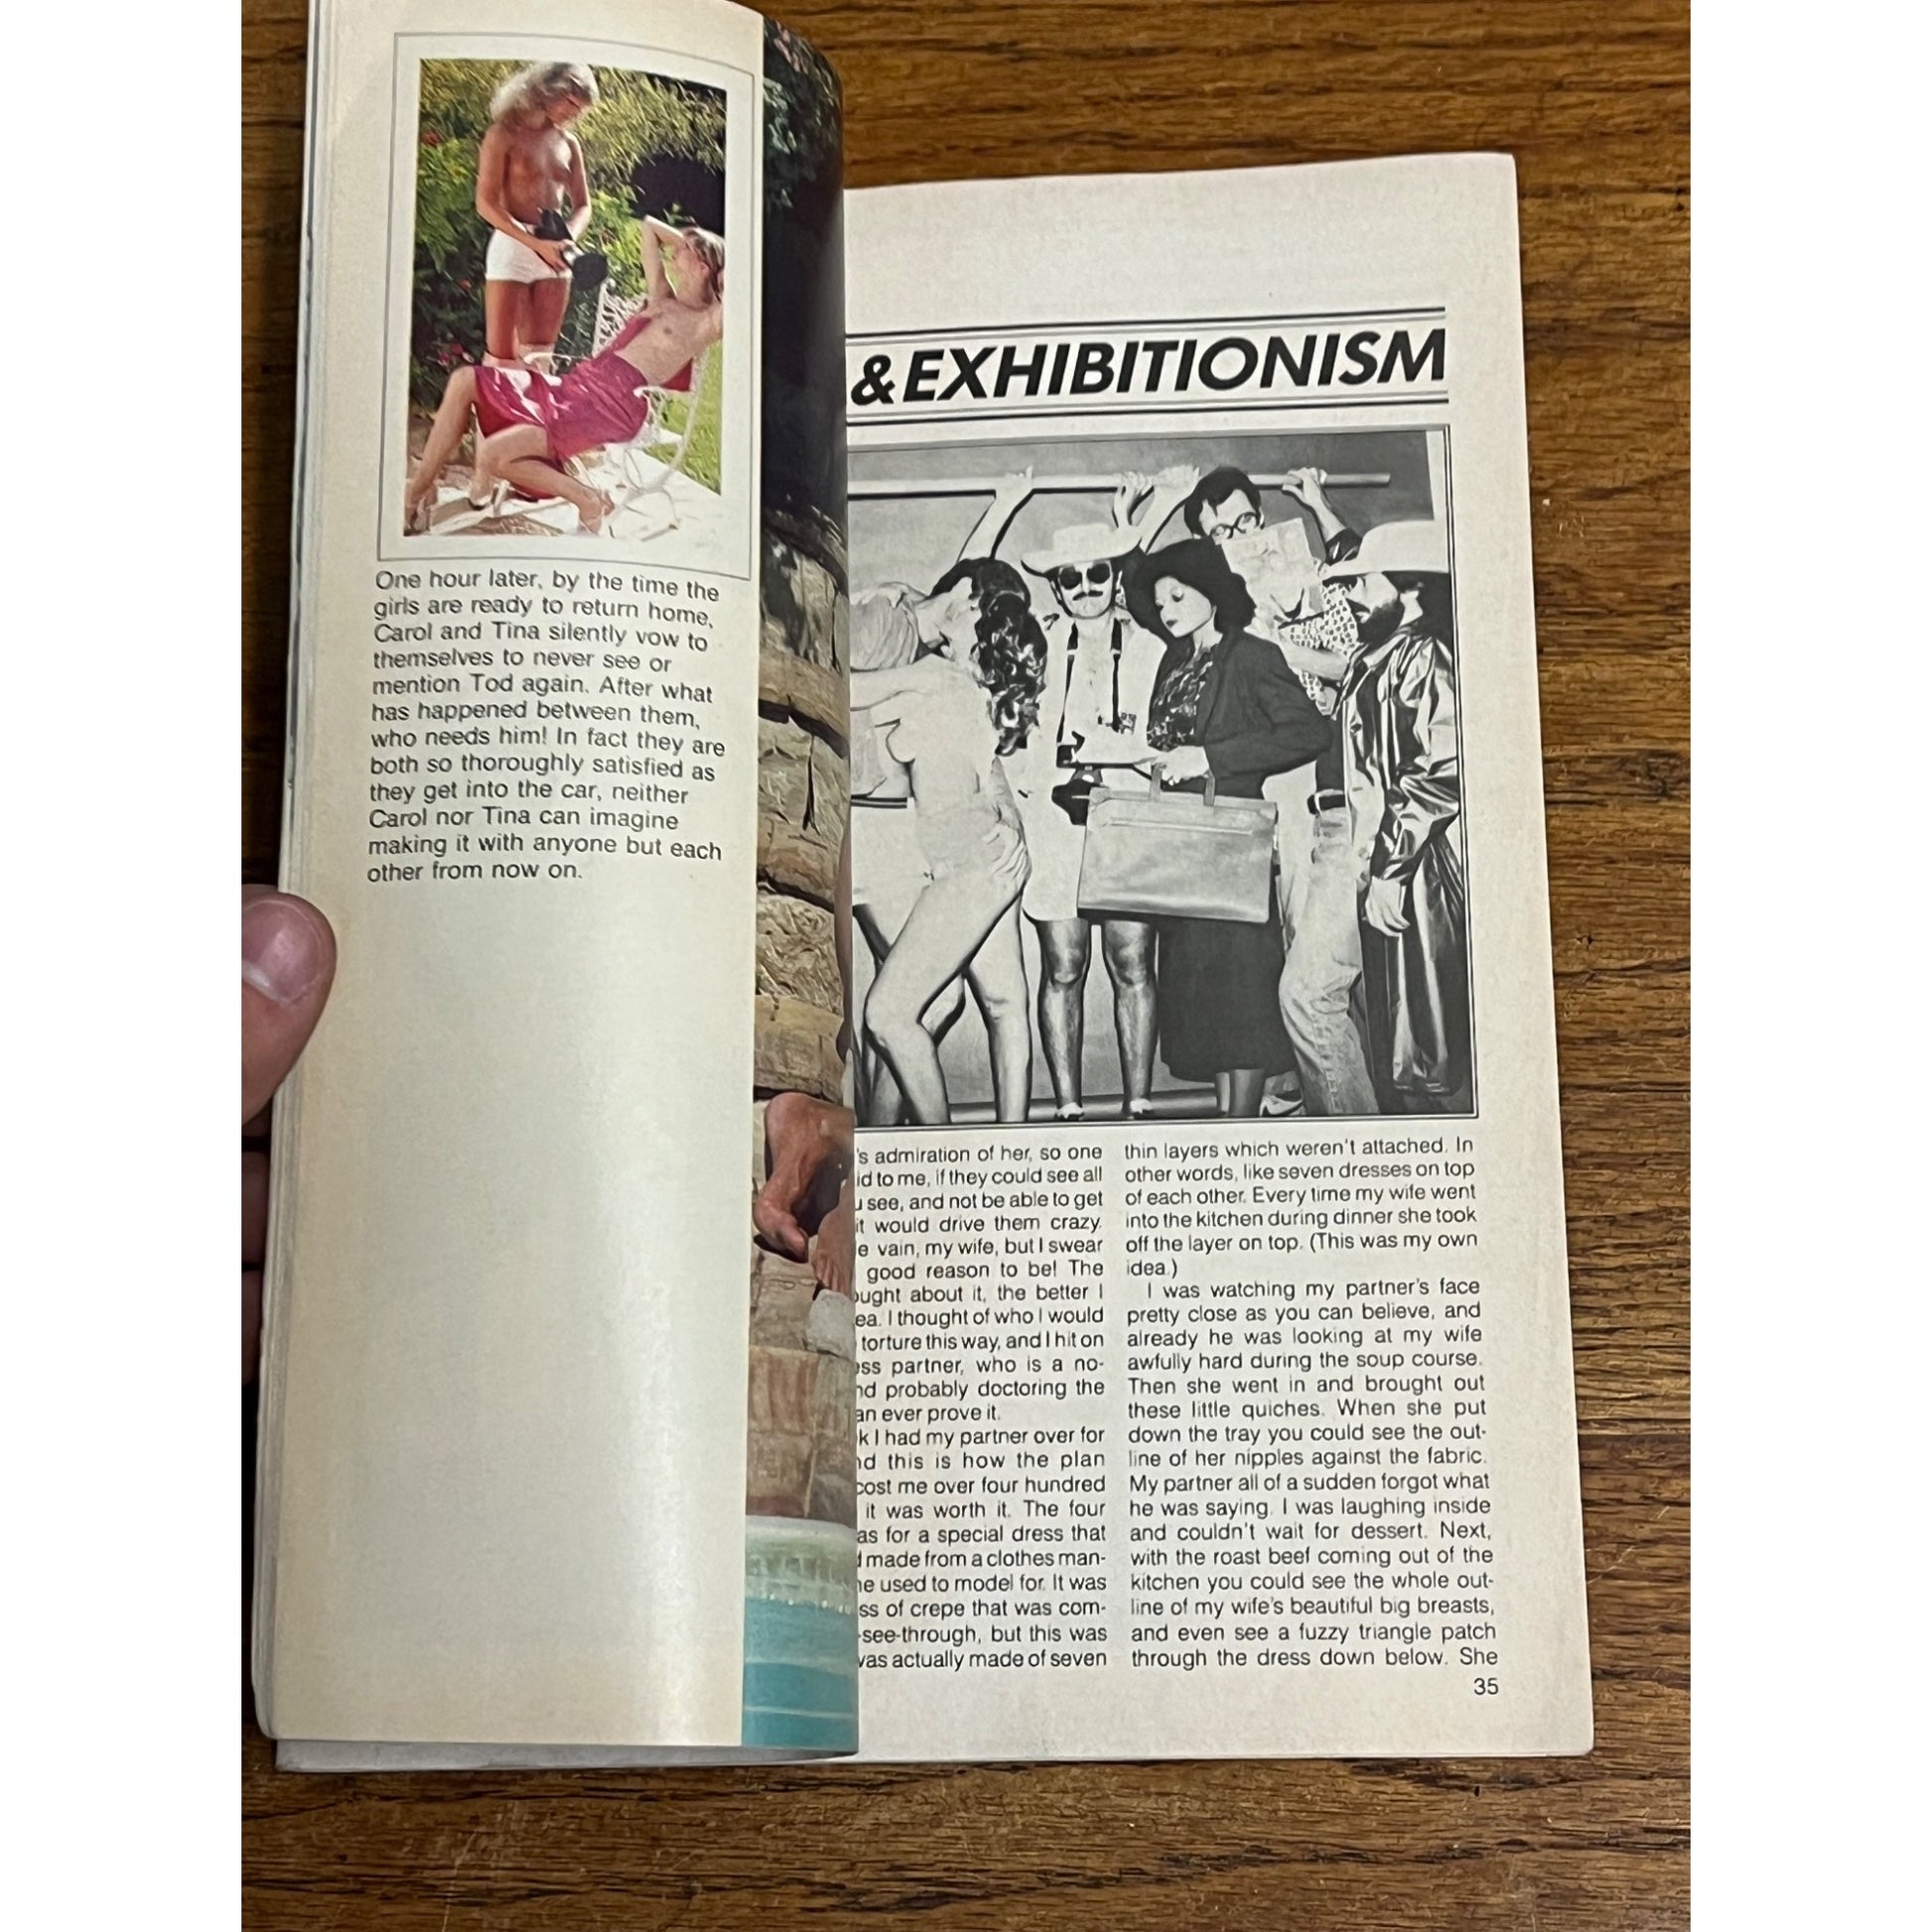 One hour later, by the time the
girls are ready to return home,
Carol and Tina silently vow to
themselves to never see or
mention Tod again. After what
has happened between them,
who needs him! In fact they are
both so thoroughly satisfied as
they get into the car, neither
Carol nor Tina can imagine
making it with anyone but each
other from now on.
& EXHIBITIONISM
's admiration of her, so one
id to me, if they could see all
u see, and not be able to get
it would drive them crazy.
e vain, my wife, but I swear
good reason to be! The
ought about it, the better I
ea. I thought of who I would
torture this way, and I hit on
ess partner, who is a no-
nd probably doctoring the
an ever prove it.
k I had my partner over for
nd this is how the plan
cost me over four hundred
it was worth it. The four
as for a special dress that
d made from a clothes man-
he used to model for. It was
ss of crepe that was com-
-see-through, but this was
was actually made of seven
thin layers which weren't attached. In
other words, like seven dresses on top
of each other. Every time my wife went
into the kitchen during dinner she took
off the layer on top. (This was my own
idea.)
I was watching my partner's face
pretty close as you can believe, and
already he was looking at my wife
awfully hard during the soup course.
Then she went in and brought out
these little quiches. When she put
down the tray you could see the out-
line of her nipples against the fabric.
My partner all of a sudden forgot what
he was saying. I was laughing inside
and couldn't wait for dessert. Next,
with the roast beef coming out of the
kitchen you could see the whole out-
line of my wife's beautiful big breasts,
and even see a fuzzy triangle patch
through the dress down below. She
35